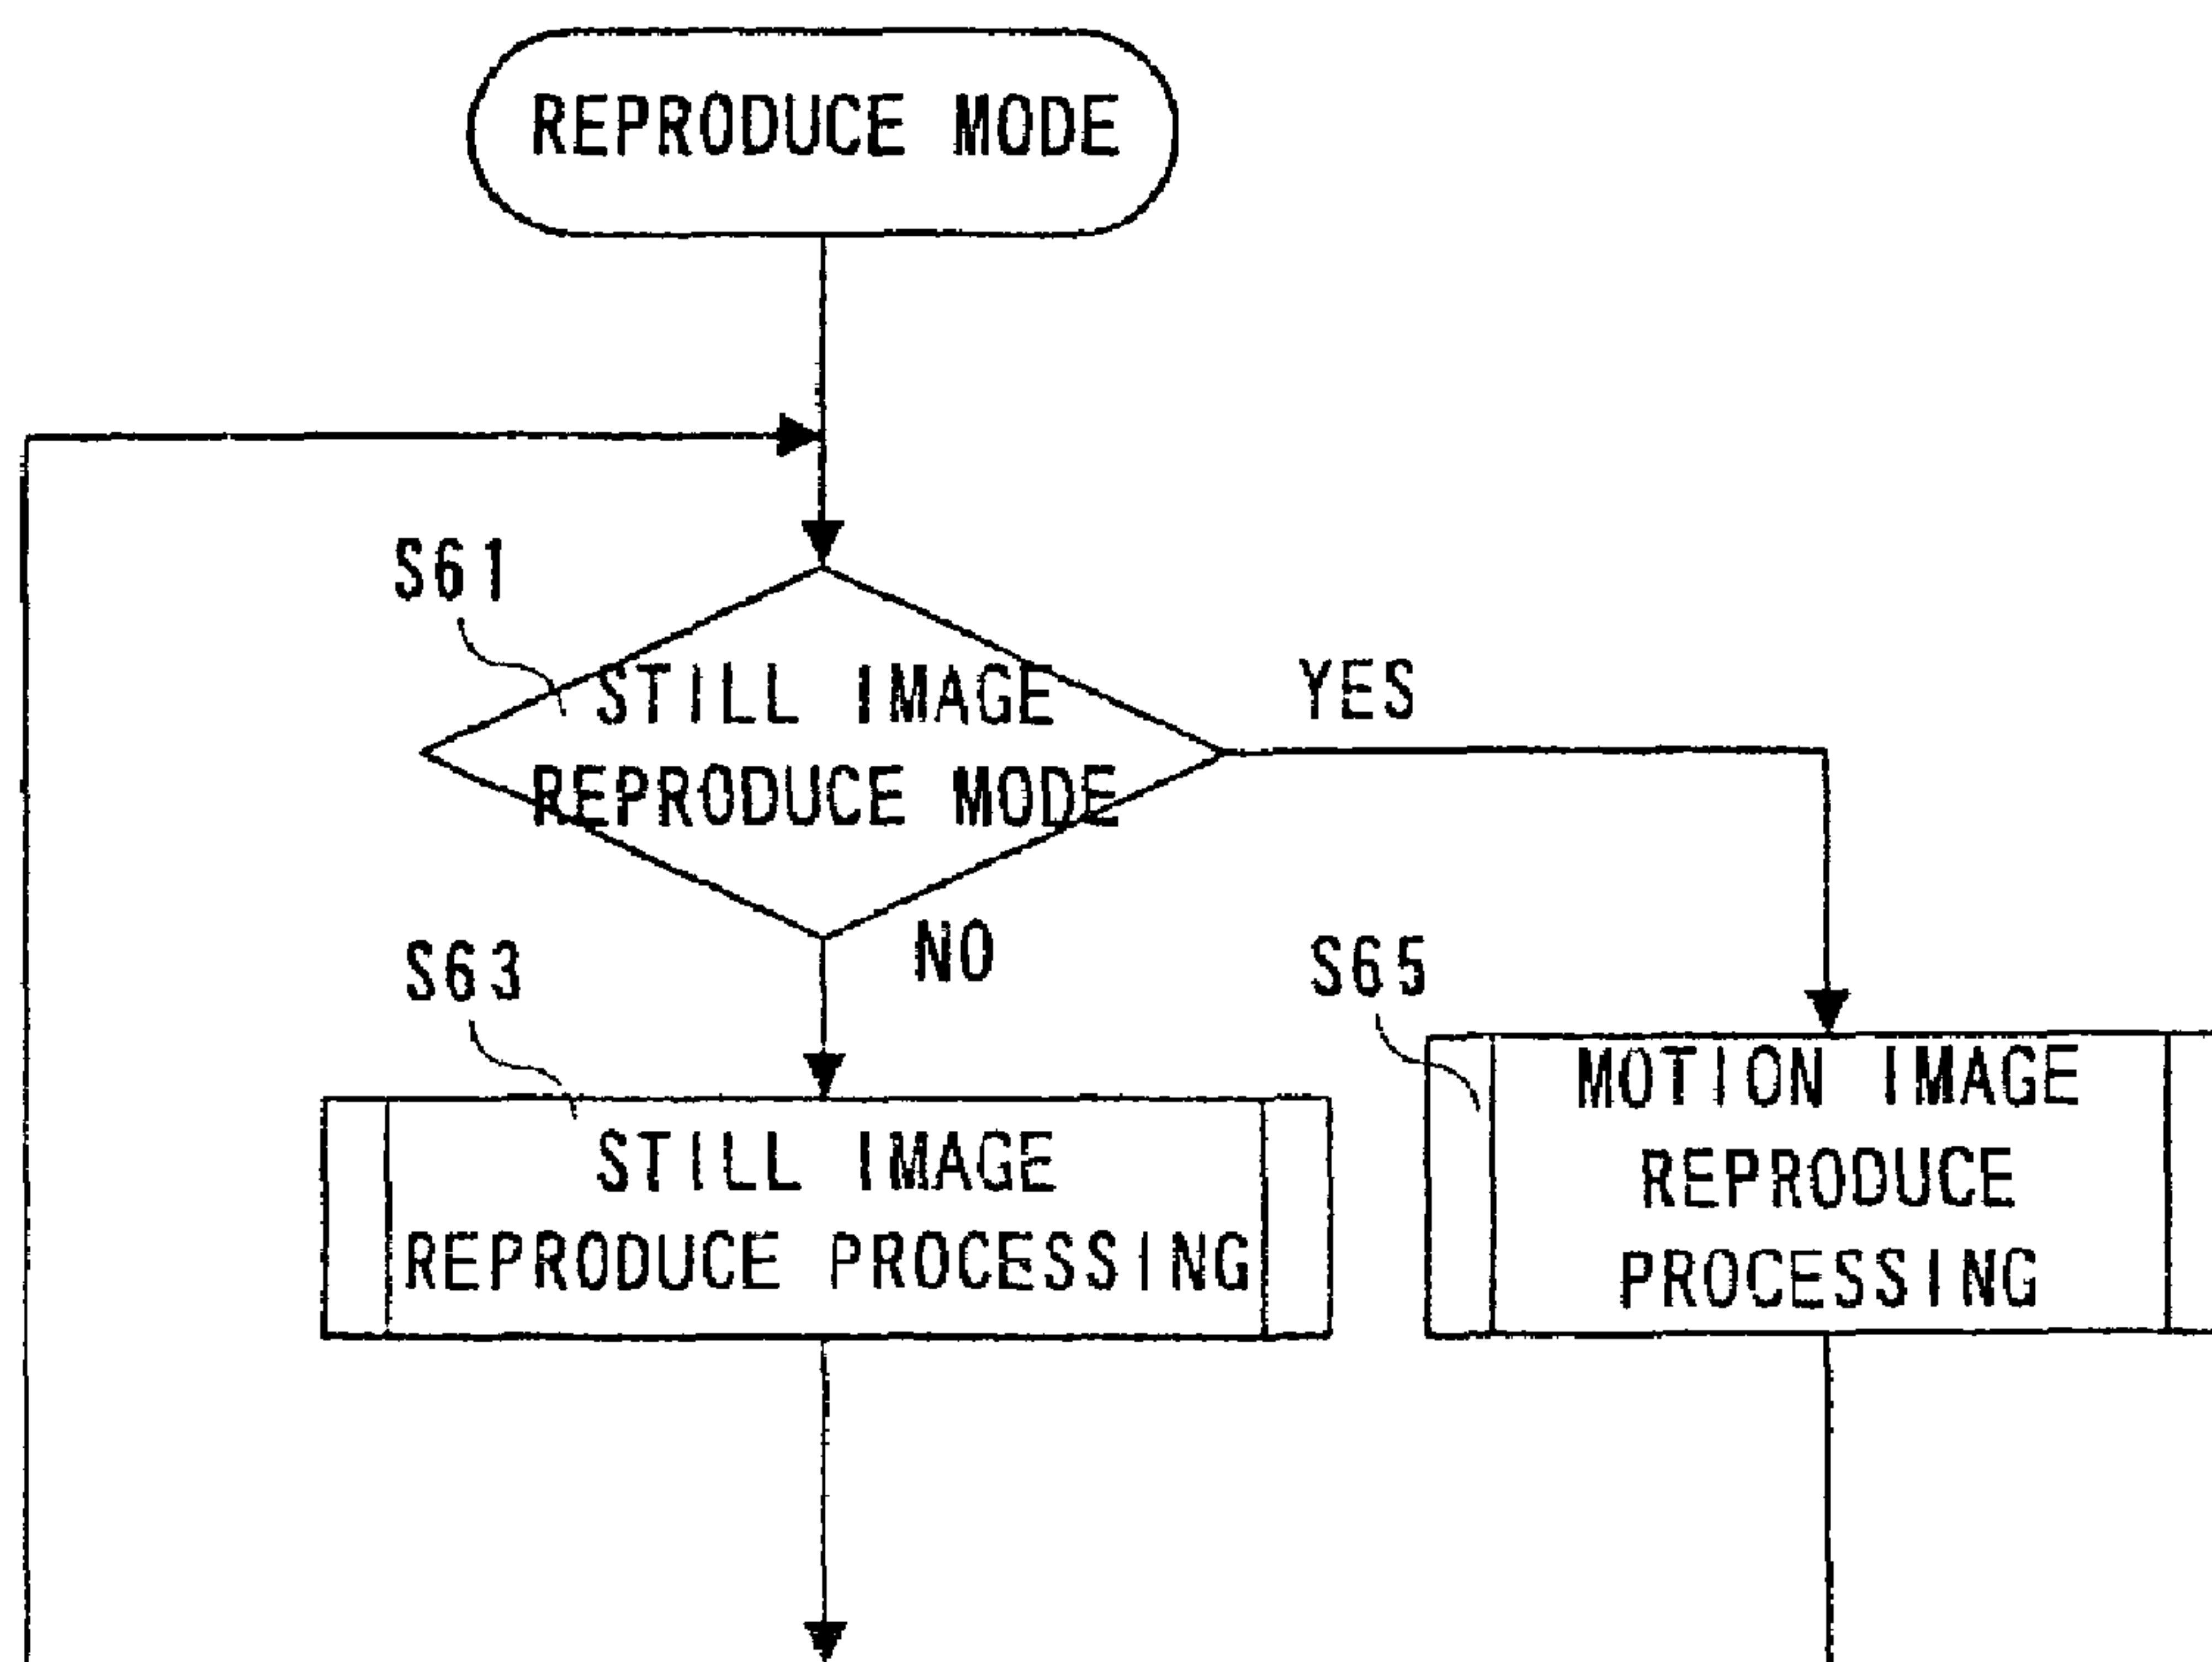 REPRODUCE MODE
S61
STILL IMAGE
REPRODUCE MODE
YES
NO
S63
STILL IMAGE
REPRODUCE PROCESSING
S65
MOTION IMAGE
REPRODUCE
PROCESSING